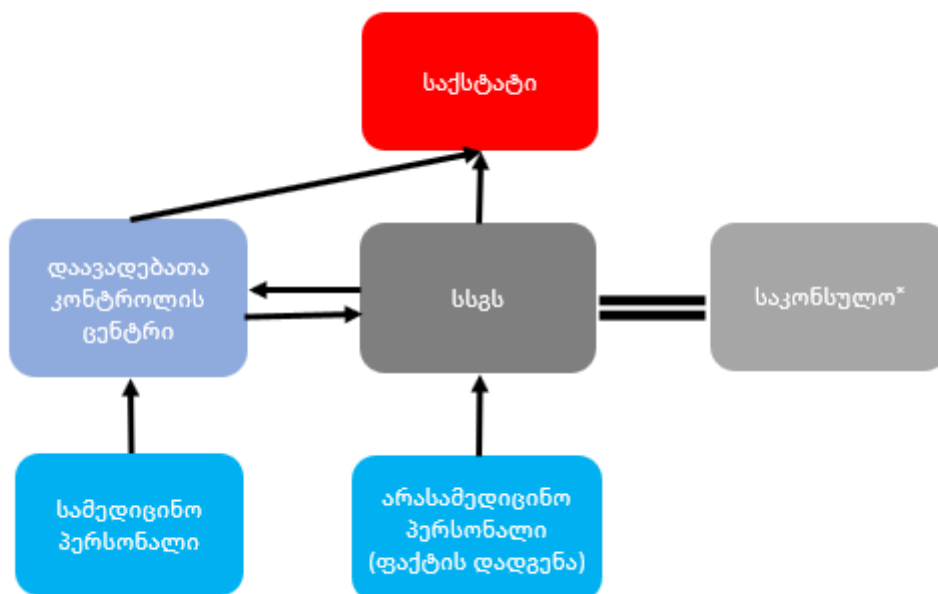 საქსტატი
დაავადებათა
კონტროლის
ცენტრი
სსგს
საკონსულო*
სამედიცინო
პერსონალი
არასამედიცინო
პერსონალი
(ფაქტის დადგენა)